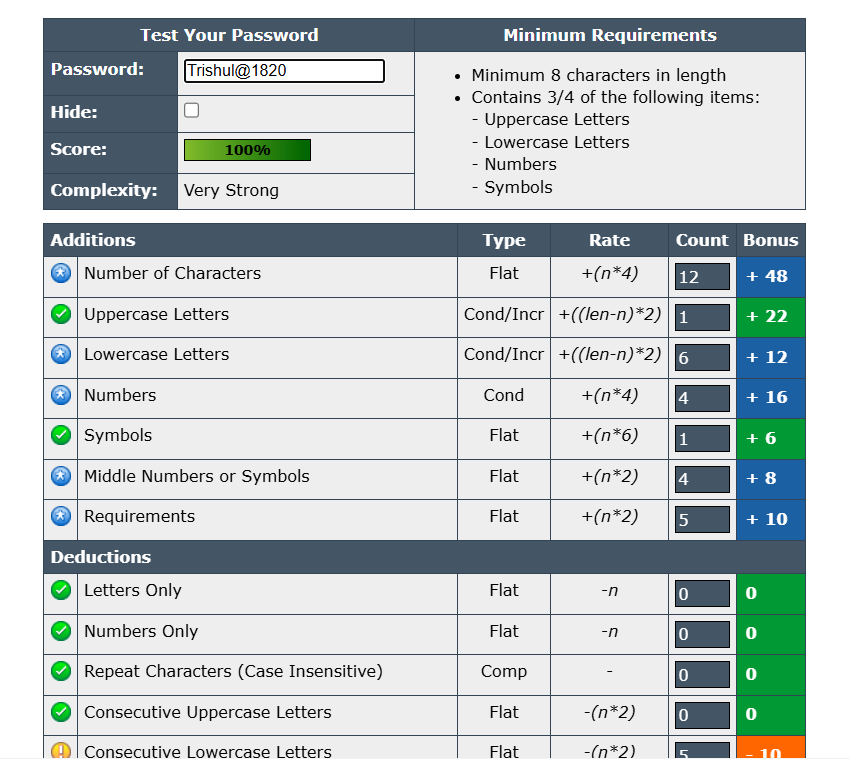 Test Your Password Minimum Requirements
Password: Trishul@1820
Hide:
Score: 100%
Complexity: Very Strong
• Minimum 8 characters in length
• Contains 3/4 of the following items:
- Uppercase Letters
- Lowercase Letters
- Numbers
- Symbols
Additions Type Rate Count Bonus
Number of Characters Flat +(n*4) 12 + 48
Uppercase Letters Cond/Incr +((len-n)*2) 1 + 22
Lowercase Letters Cond/Incr +((len-n)*2) 6 + 12
Numbers Cond +(n*4) 4 + 16
Symbols Flat +(n*6) 1 + 6
Middle Numbers or Symbols Flat +(n*2) 4 + 8
Requirements Flat +(n*2) 5 + 10
Deductions
Letters Only Flat -n 0 0
Numbers Only Flat -n 0 0
Repeat Characters (Case Insensitive) Comp - 0 0
Consecutive Uppercase Letters Flat -(n*2) 0 0
Consecutive Lowercase Letters Flat -(n*2) 5 - 10